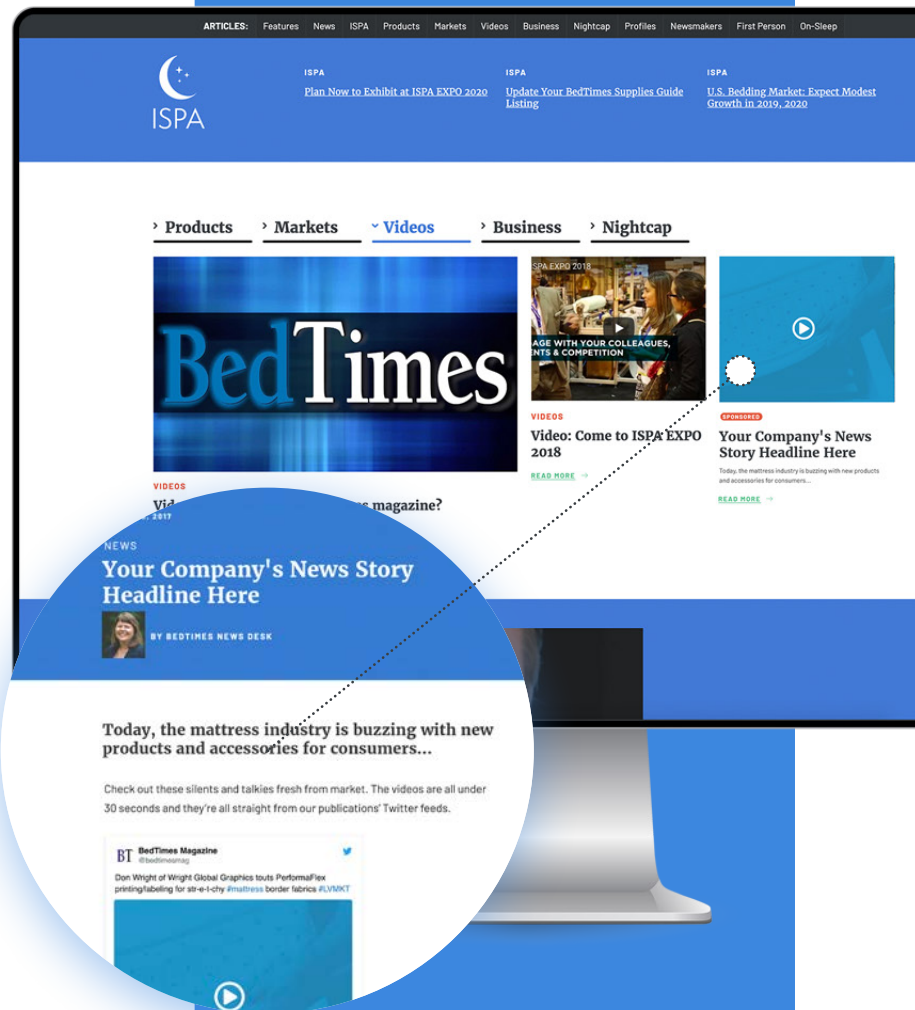 ARTICLES: Features News ISPA Products Markets Videos Business Nightcap Profiles Newsmakers First Person On-Sleep
ISPA
ISPA
Plan Now to Exhibit at ISPA EXPO 2020
ISPA
Update Your BedTimes Supplies Guide
Listing
ISPA
U.S. Bedding Market: Expect Modest
Growth in 2019, 2020
Products Markets Videos Business Nightcap
BedTimes
VIDEOS
magazine?
SPA EXPO 2018
AGE WITH YOUR COLLEAGUES,
NTS & COMPETITION
VIDEOS
Video: Come to ISPA EXPO
2018
READ MORE →
SPONSORED
Your Company's News
Story Headline Here
Today, the mattress industry is buzzing with new products
and accessories for consumers...
READ MORE →
2017
NEWS
Your Company's News Story
Headline Here
BY BEDTIMES NEWS DESK
Today, the mattress industry is buzzing with new
products and accessories for consumers...
Check out these silents and talkies fresh from market. The videos are all under
30 seconds and they're all straight from our publications' Twitter feeds.
BT BedTimes Magazine
@bedtimesmag
Don Wright of Wright Global Graphics touts PerformaFlex
printing/labeling for str-e-t-chy #mattress border fabrics #LVMKT